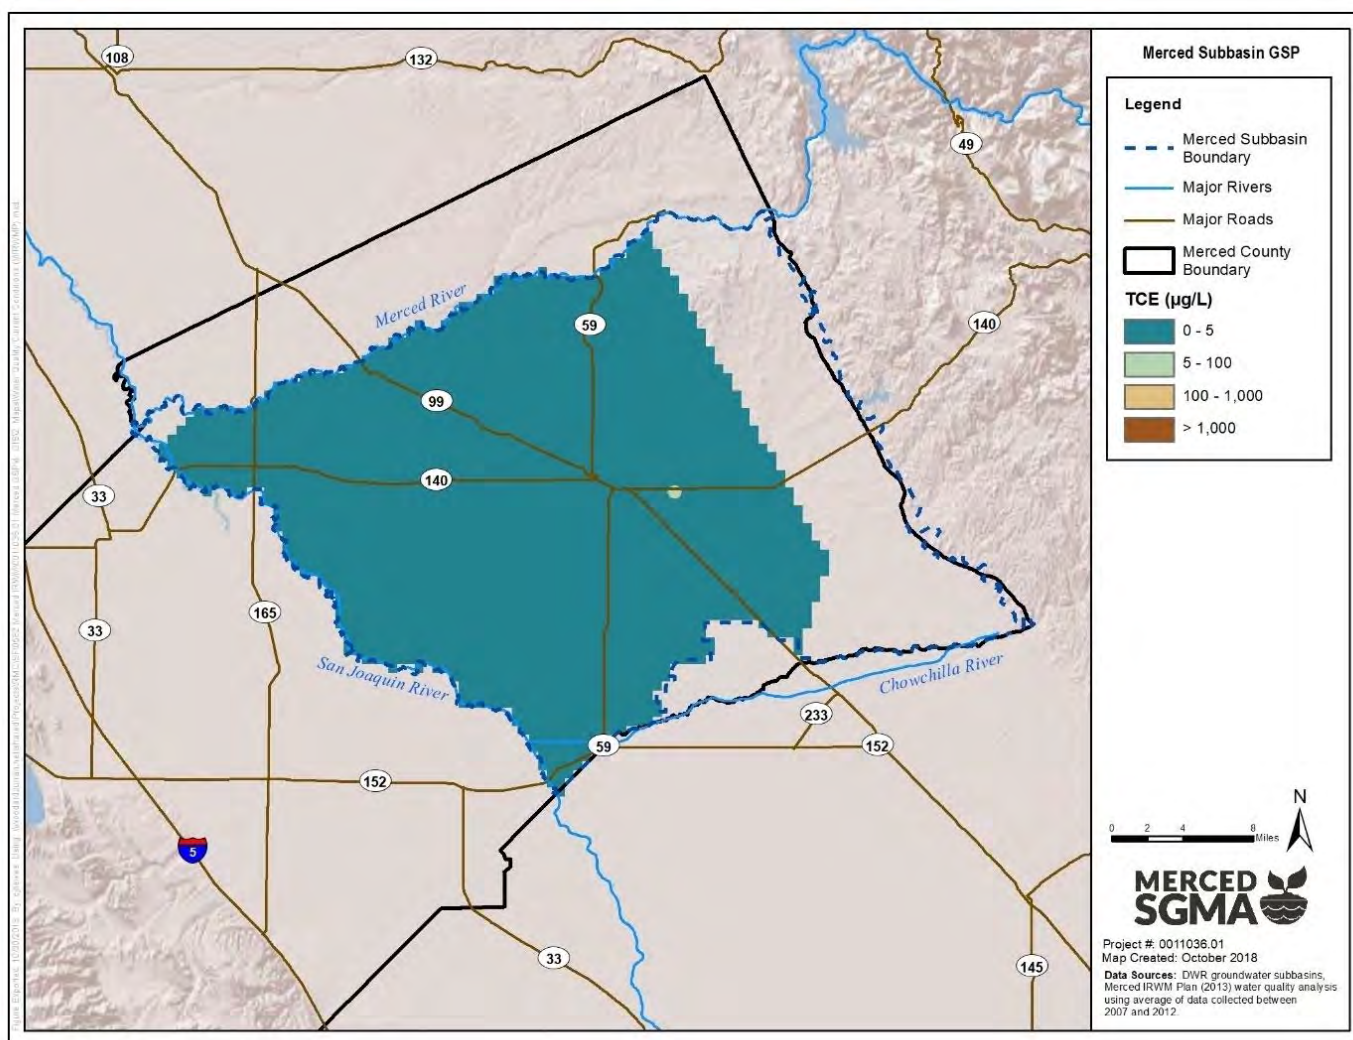 Merced Subbasin GSP
Legend
Merced Subbasin
Boundary
Major Rivers
Major Roads
Merced County
Boundary
TCE (µg/L)
0 - 5
5 - 100
100 - 1,000
> 1,000
108
132
49
Merced River
59
140
99
140
33
165
33
San Joaquin River
Chowchilla River
233
59
152
152
5
33
145
N
0 2 4 8
Miles
MERCED
SGMA
Project #: 0011036.01
Map Created: October 2018
Data Sources: DWR groundwater subbasins,
Merced IRWM Plan (2013) water quality analysis
using average of data collected between
2007 and 2012.